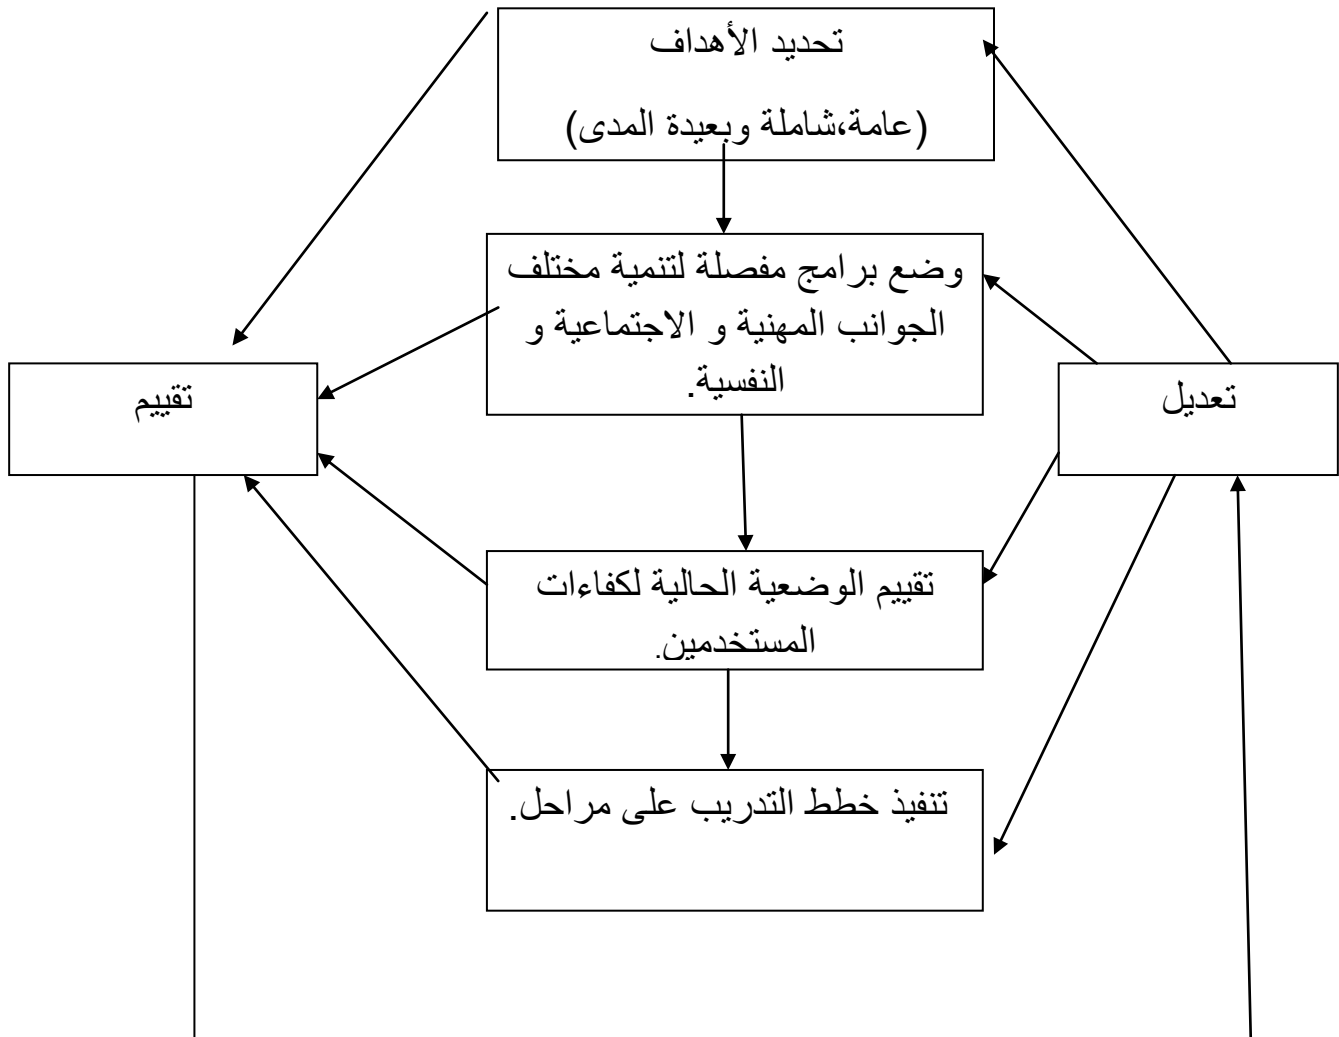 تحديد الأهداف
(عامة،شاملة وبعيدة المدى)
وضع برامج مفصلة لتنمية مختلف
الجوانب المهنية و الاجتماعية و
النفسية.
تقييم
تعديل
تقييم الوضعية الحالية لكفاءات
المستخدمين.
تنفيذ خطط التدريب على مراحل.